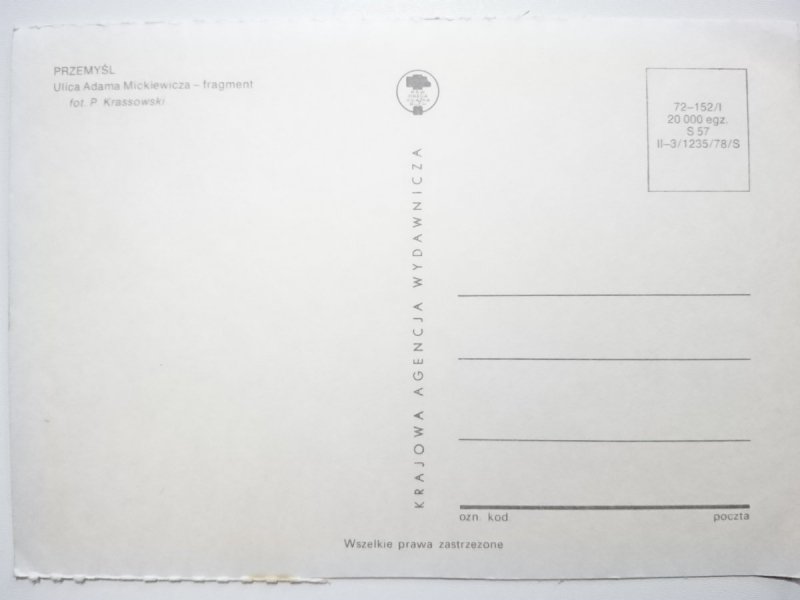 PRZEMYŚL
Ulica Adama Mickiewicza – fragment
fot. P. Krassowski
KRAJOWA AGENCJA WYDAWNICZA
72–152/I
20 000 egz.
S 57
II–3/1235/78/S
ozn. kod
poczta
Wszelkie prawa zastrzeżone